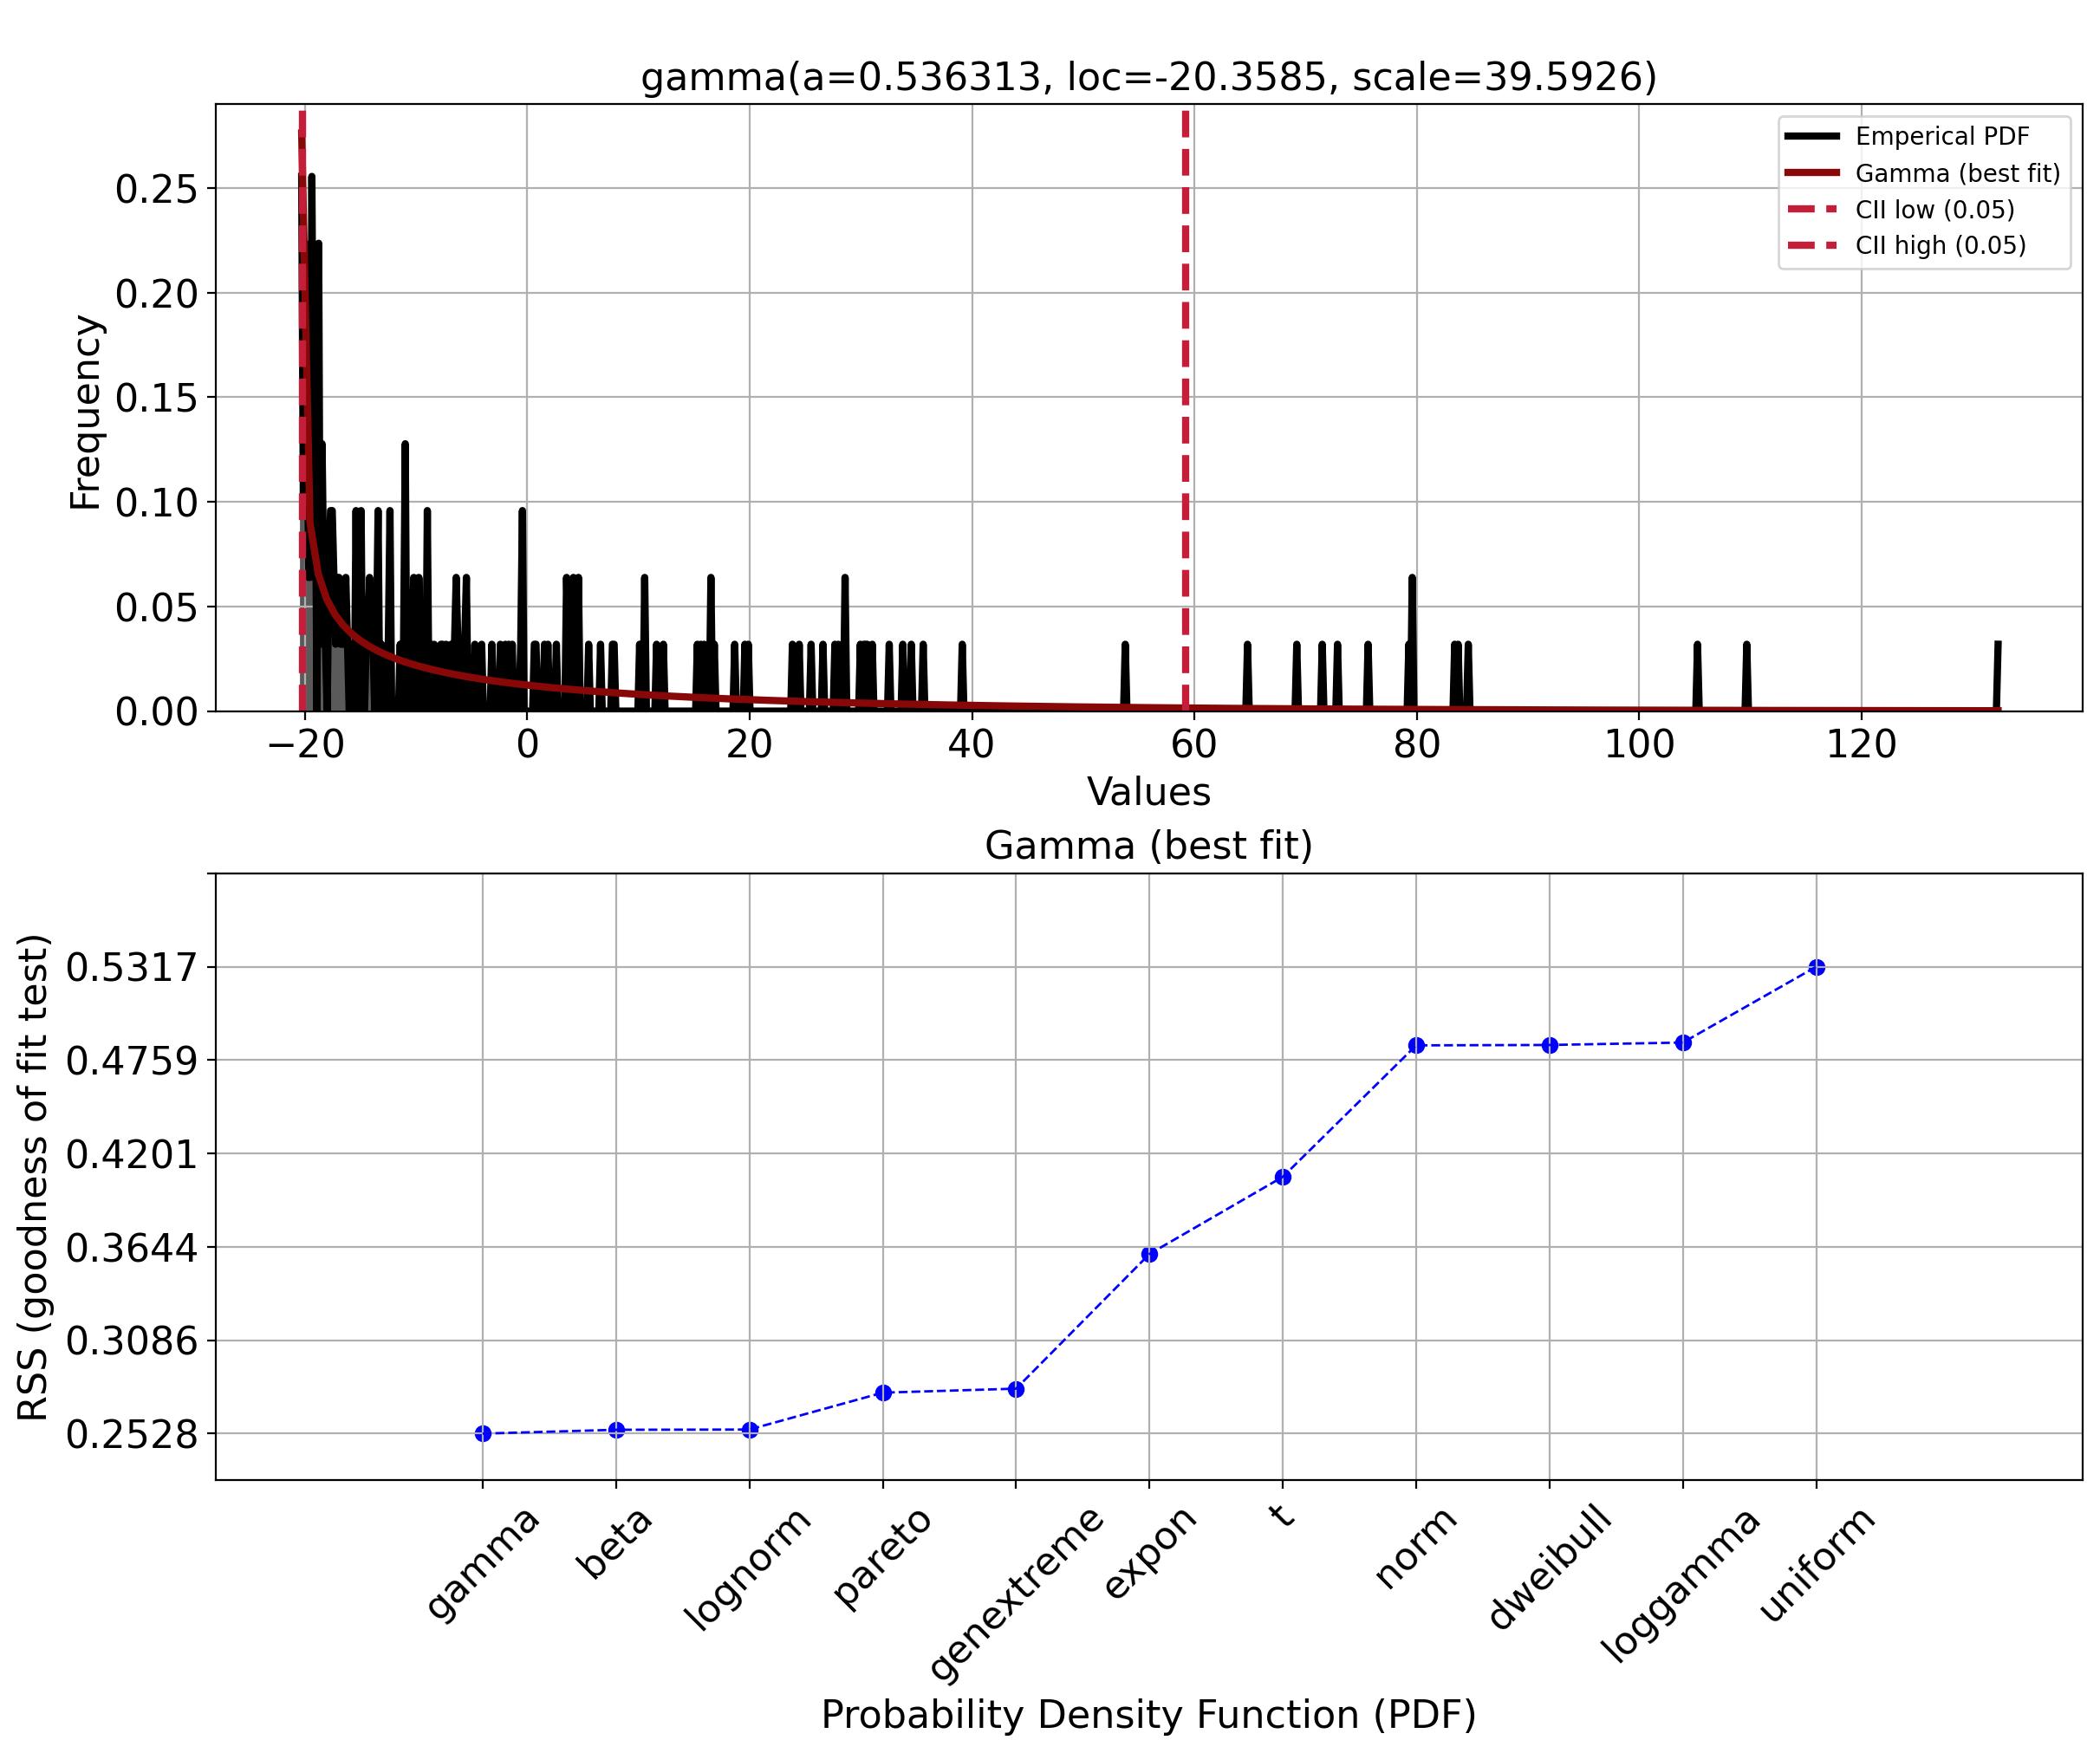 gamma(a=0.536313, loc=-20.3585, scale=39.5926)
Emperical PDF
Gamma (best fit)
CII low (0.05)
CII high (0.05)
Frequency
0.25
0.20
0.15
0.10
0.05
0.00
−20 0 20 40 60 80 100 120
Values
Gamma (best fit)
RSS (goodness of fit test)
0.5317
0.4759
0.4201
0.3644
0.3086
0.2528
gamma
beta
lognorm
pareto
genextreme
expon
t
norm
dweibull
loggamma
uniform
Probability Density Function (PDF)